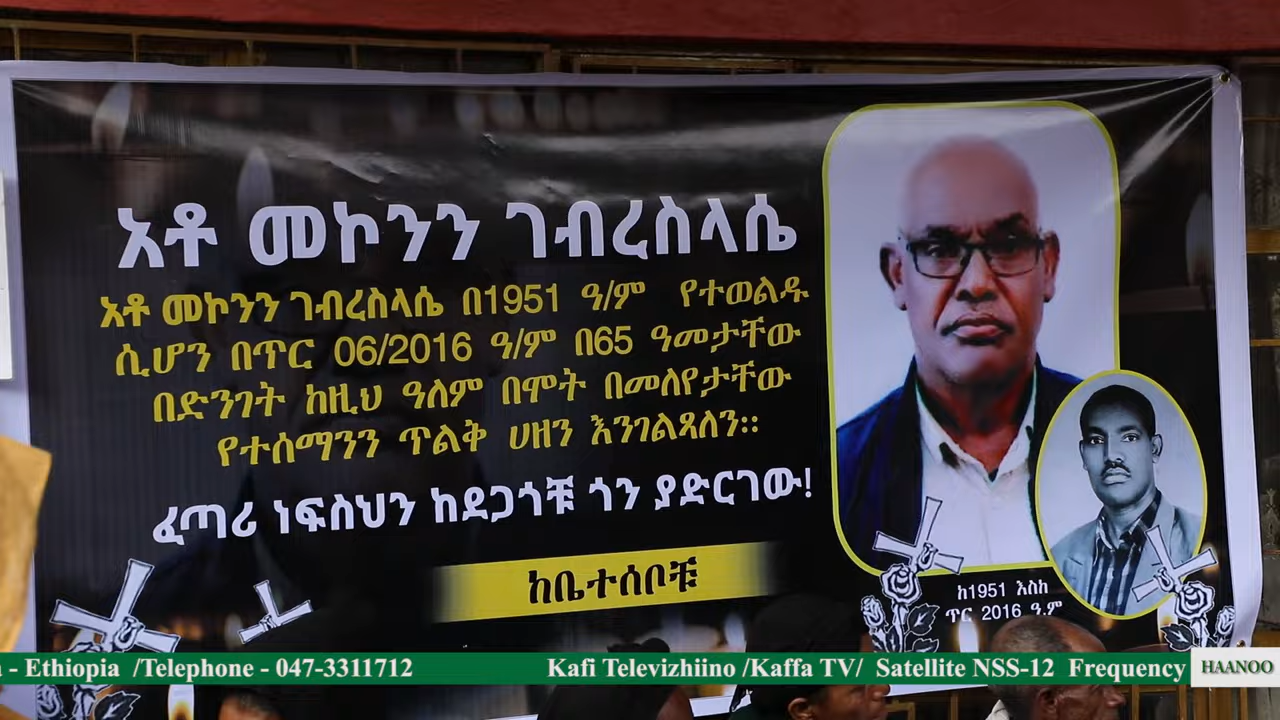 አቶ መኮንን ገብረስላሴ
አቶ መኮንን ገብረስላሴ በ1951 ዓ/ም የተወልዱ
ሲሆን በጥር 06/2016 ዓ/ም በ65 ዓመታቸው
በድንገት ከዚህ ዓለም በሞት በመለየታቸው
የተሰማንን ጥልቅ ሀዘን እንገልጻለን።
ፈጣሪ ነፍስህን ከደጋጎቹ ጎን ያድርገው!
ከቤተሰቦቹ
ከ1951 እስከ
ጥር 2016 ዓ.ም
- Ethiopia /Telephone - 047-3311712 Kafi Televizhiino /Kaffa TV/ Satellite NSS-12 Frequency
HAANOO